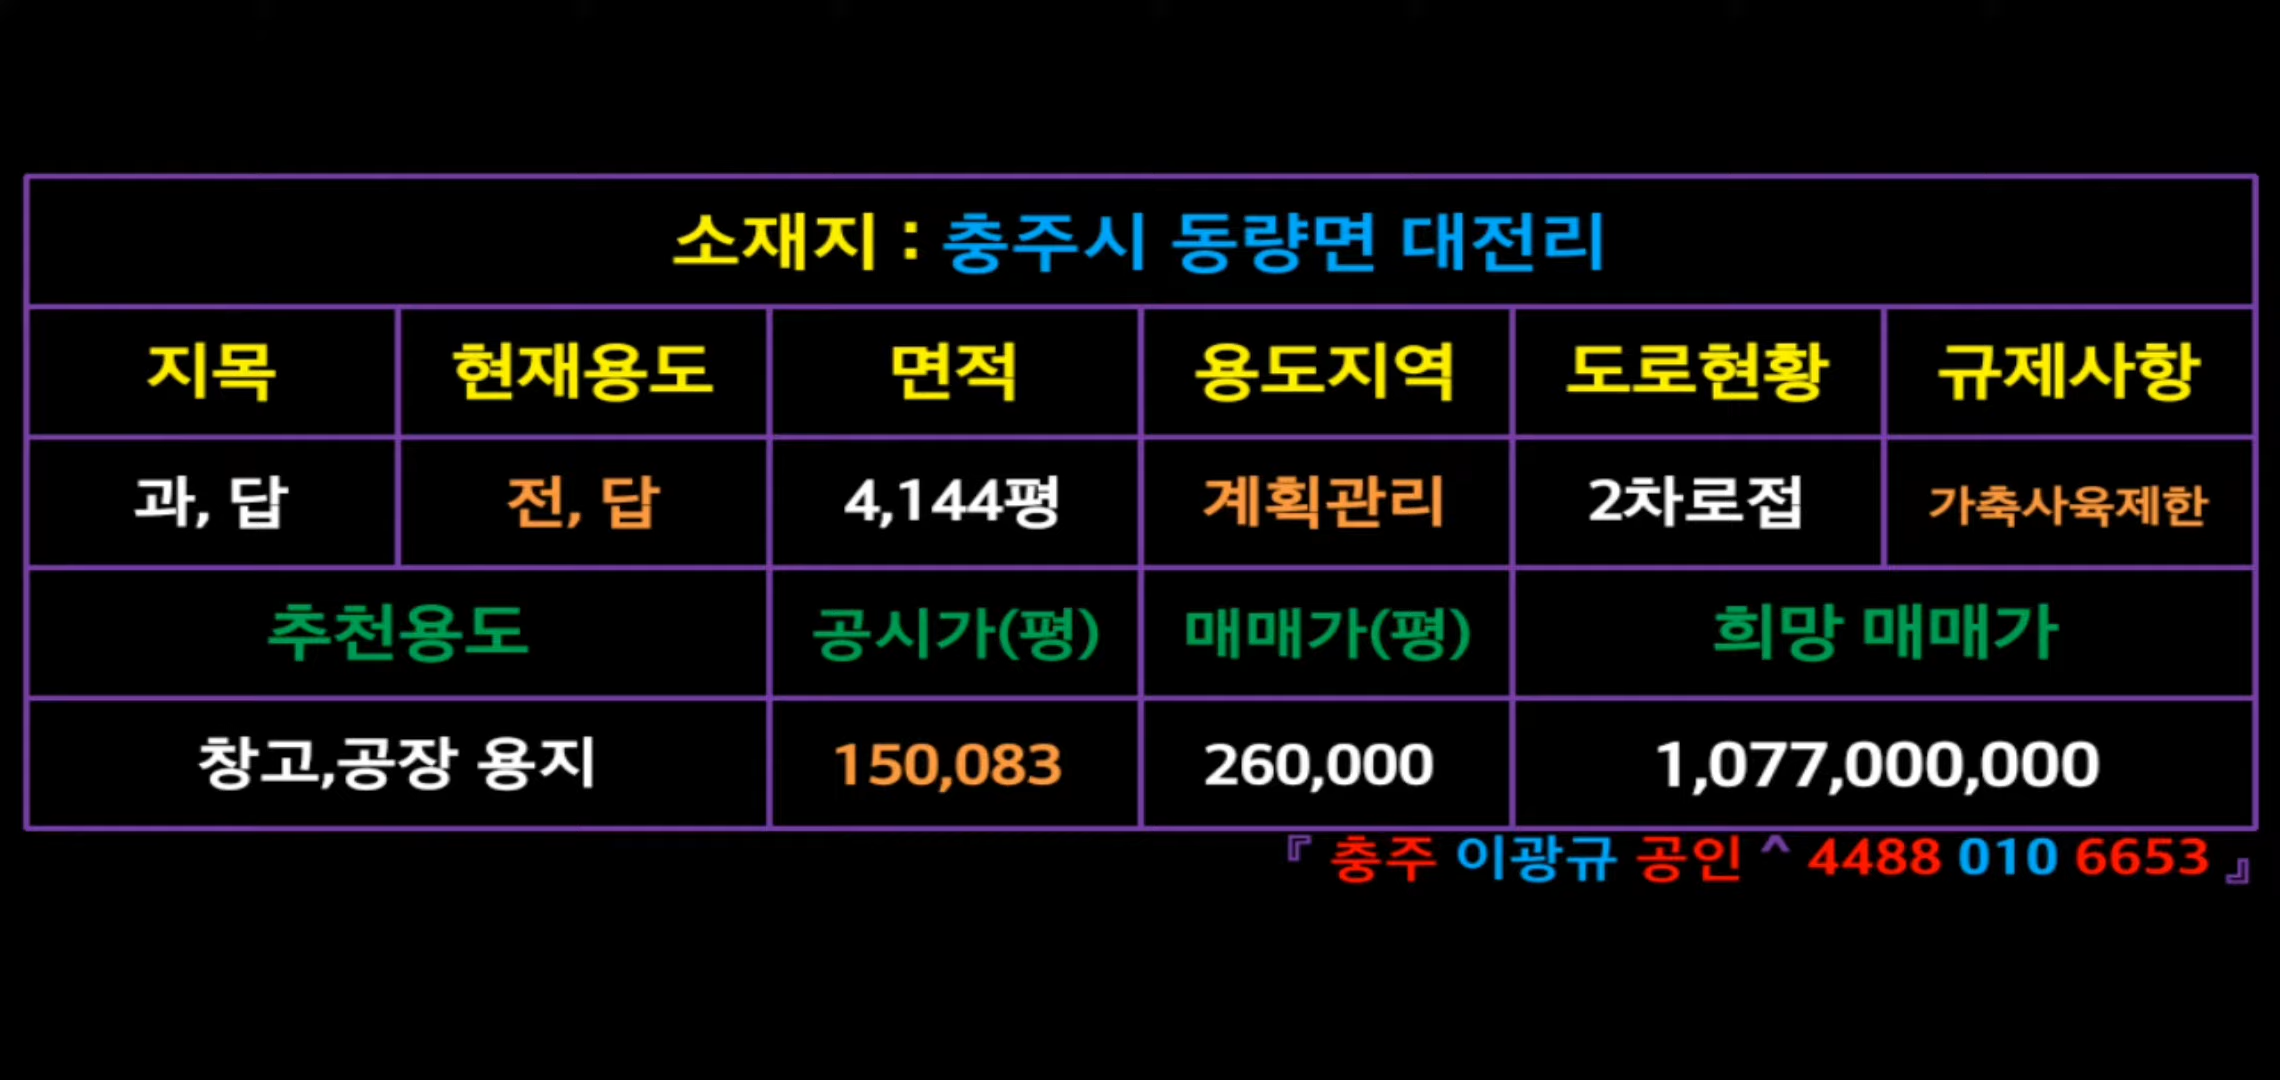 소재지 : 충주시 동량면 대전리
지목 현재용도 면적 용도지역 도로현황 규제사항
과, 답 전, 답 4,144평 계획관리 2차로접 가축사육제한
추천용도 공시가(평) 매매가(평) 희망 매매가
창고,공장 용지 150,083 260,000 1,077,000,000
『 충주 이광규 공인 ^ 4488 010 6653 』